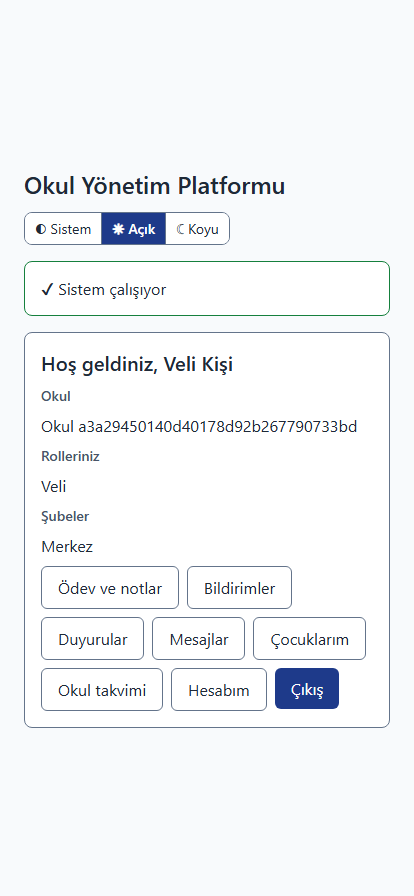 Okul Yönetim Platformu
◐ Sistem ✱ Açık ☾ Koyu
✔ Sistem çalışıyor
Hoş geldiniz, Veli Kişi
Okul
Okul a3a29450140d40178d92b267790733bd
Rolleriniz
Veli
Şubeler
Merkez
Ödev ve notlar Bildirimler
Duyurular Mesajlar Çocuklarım
Okul takvimi Hesabım Çıkış